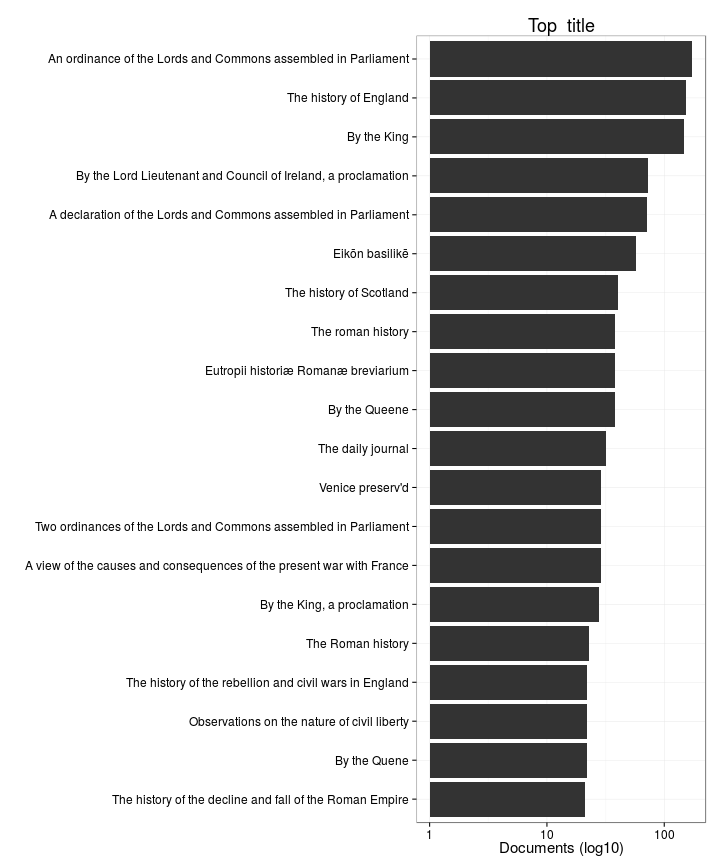 Top title
An ordinance of the Lords and Commons assembled in Parliament
The history of England
By the King
By the Lord Lieutenant and Council of Ireland, a proclamation
A declaration of the Lords and Commons assembled in Parliament
Eikōn basilikē
The history of Scotland
The roman history
Eutropii historiæ Romanæ breviarium
By the Queene
The daily journal
Venice preserv'd
Two ordinances of the Lords and Commons assembled in Parliament
A view of the causes and consequences of the present war with France
By the King, a proclamation
The Roman history
The history of the rebellion and civil wars in England
Observations on the nature of civil liberty
By the Quene
The history of the decline and fall of the Roman Empire
1 10 100
Documents (log10)